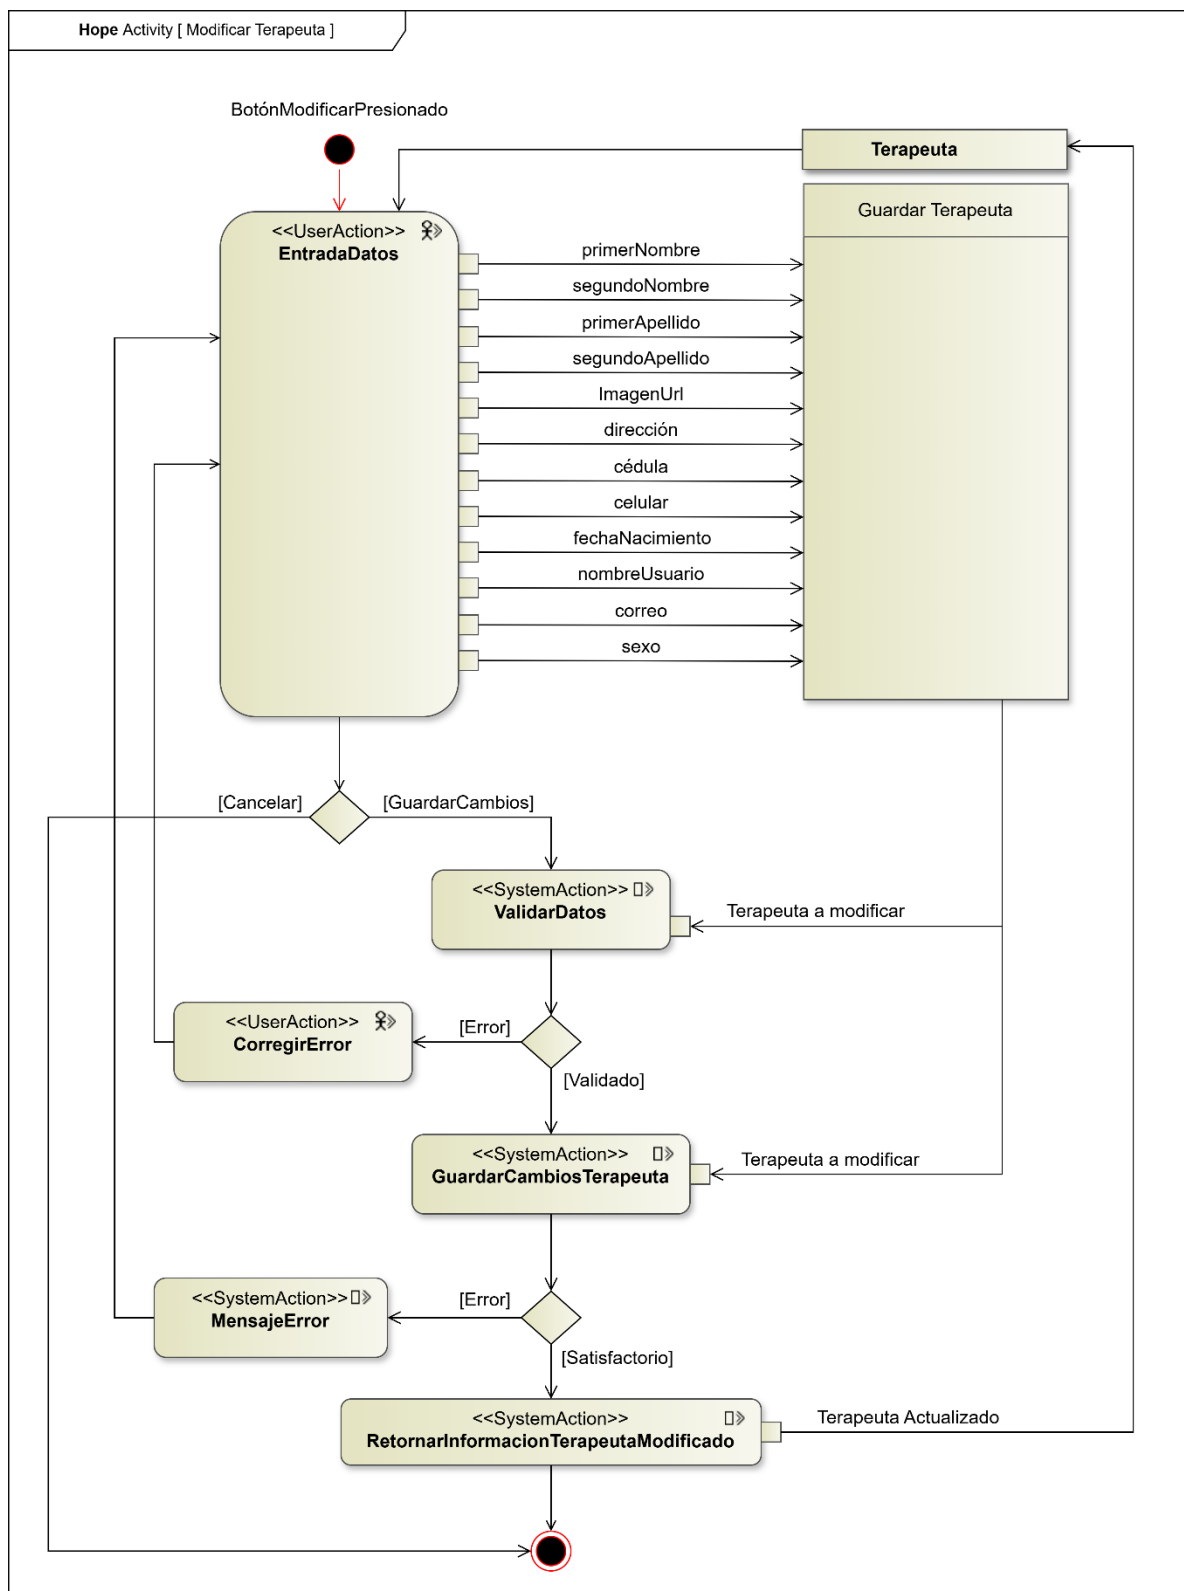 Hope Activity [ Modificar Terapeuta ]
BotónModificarPresionado
Terapeuta
<<UserAction>>
EntradaDatos
Guardar Terapeuta
primerNombre
segundoNombre
primerApellido
segundoApellido
ImagenUrl
dirección
cédula
celular
fechaNacimiento
nombreUsuario
correo
sexo
[Cancelar]
[GuardarCambios]
<<SystemAction>>
ValidarDatos
Terapeuta a modificar
<<UserAction>>
CorregirError
[Error]
[Validado]
<<SystemAction>>
GuardarCambiosTerapeuta
Terapeuta a modificar
<<SystemAction>>
MensajeError
[Error]
[Satisfactorio]
<<SystemAction>>
RetornarInformacionTerapeutaModificado
Terapeuta Actualizado